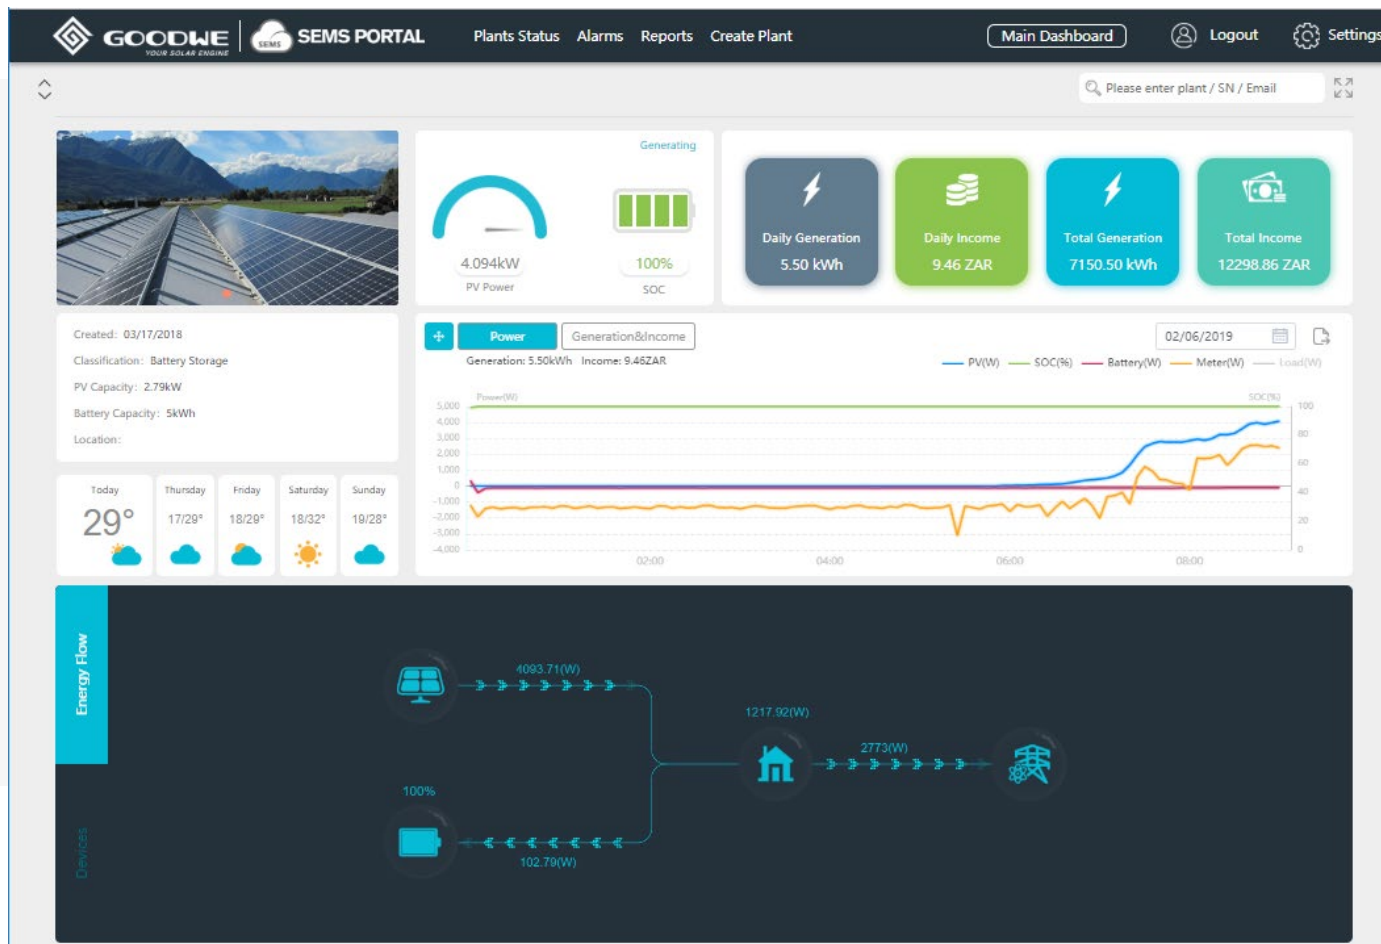 GOODWE
YOUR SOLAR ENGINE
SEMS
SEMS PORTAL
Plants Status Alarms Reports Create Plant
Main Dashboard
Logout
Settings
Please enter plant / SN / Email
Generating
4.094kW
PV Power
100%
SOC
Daily Generation
5.50 kWh
Daily Income
9.46 ZAR
Total Generation
7150.50 kWh
Total Income
12298.86 ZAR
Created: 03/17/2018
Classification: Battery Storage
PV Capacity: 2.79kW
Battery Capacity: 5kWh
Location:
Power
Generation&Income
02/06/2019
Generation: 5.50kWh Income: 9.46ZAR
PV(W) SOC(%) Battery(W) Meter(W) Load(W)
Power(W)
SOC(%)
5,000
4,000
3,000
2,000
1,000
0
-1,000
-2,000
-3,000
-4,000
100
80
60
40
20
0
02:00 04:00 06:00 08:00
Today
29°
Thursday
17/29°
Friday
18/29°
Saturday
18/32°
Sunday
19/28°
Energy Flow
Devices
4093.71(W)
1217.92(W)
2773(W)
100%
102.79(W)